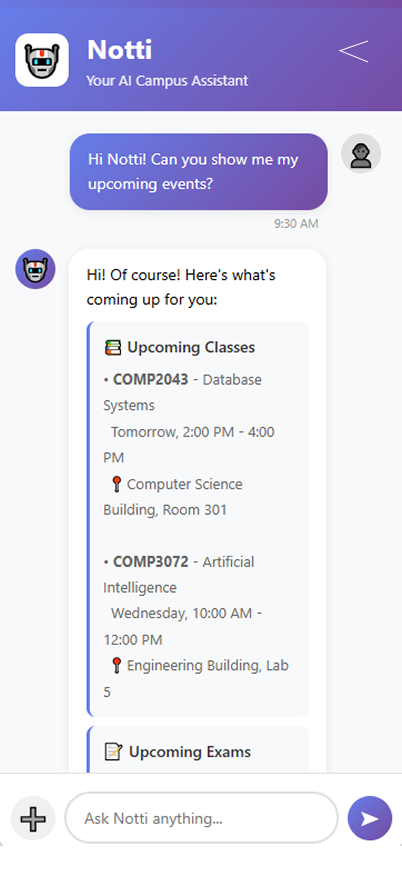 Notti
Your AI Campus Assistant
Hi Notti! Can you show me my
upcoming events?
9:30 AM
Hi! Of course! Here's what's
coming up for you:
Upcoming Classes
• COMP2043 - Database
Systems
Tomorrow, 2:00 PM - 4:00
PM
Computer Science
Building, Room 301
• COMP3072 - Artificial
Intelligence
Wednesday, 10:00 AM -
12:00 PM
Engineering Building, Lab
5
Upcoming Exams
Ask Notti anything...